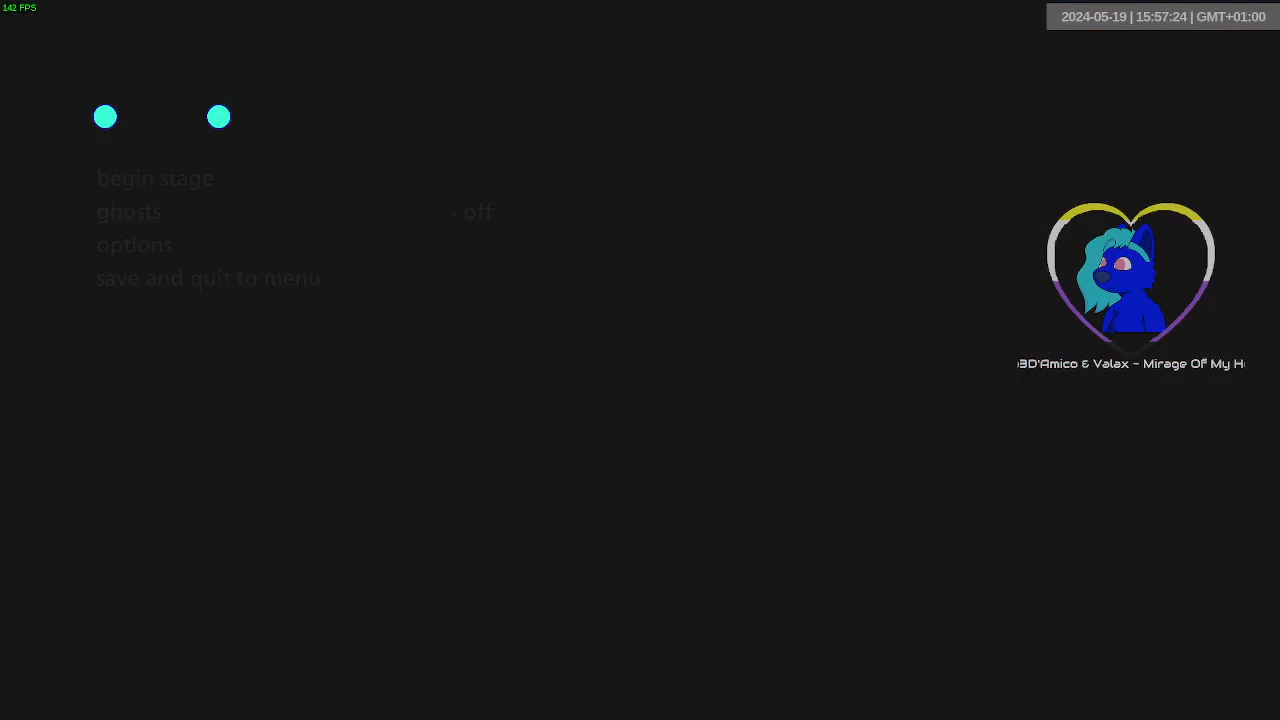 142 FPS
2024-05-19 | 15:57:24 | GMT+01:00
begin stage
ghosts • off
options
save and quit to menu
3D'Amico & Valax - Mirage Of My H